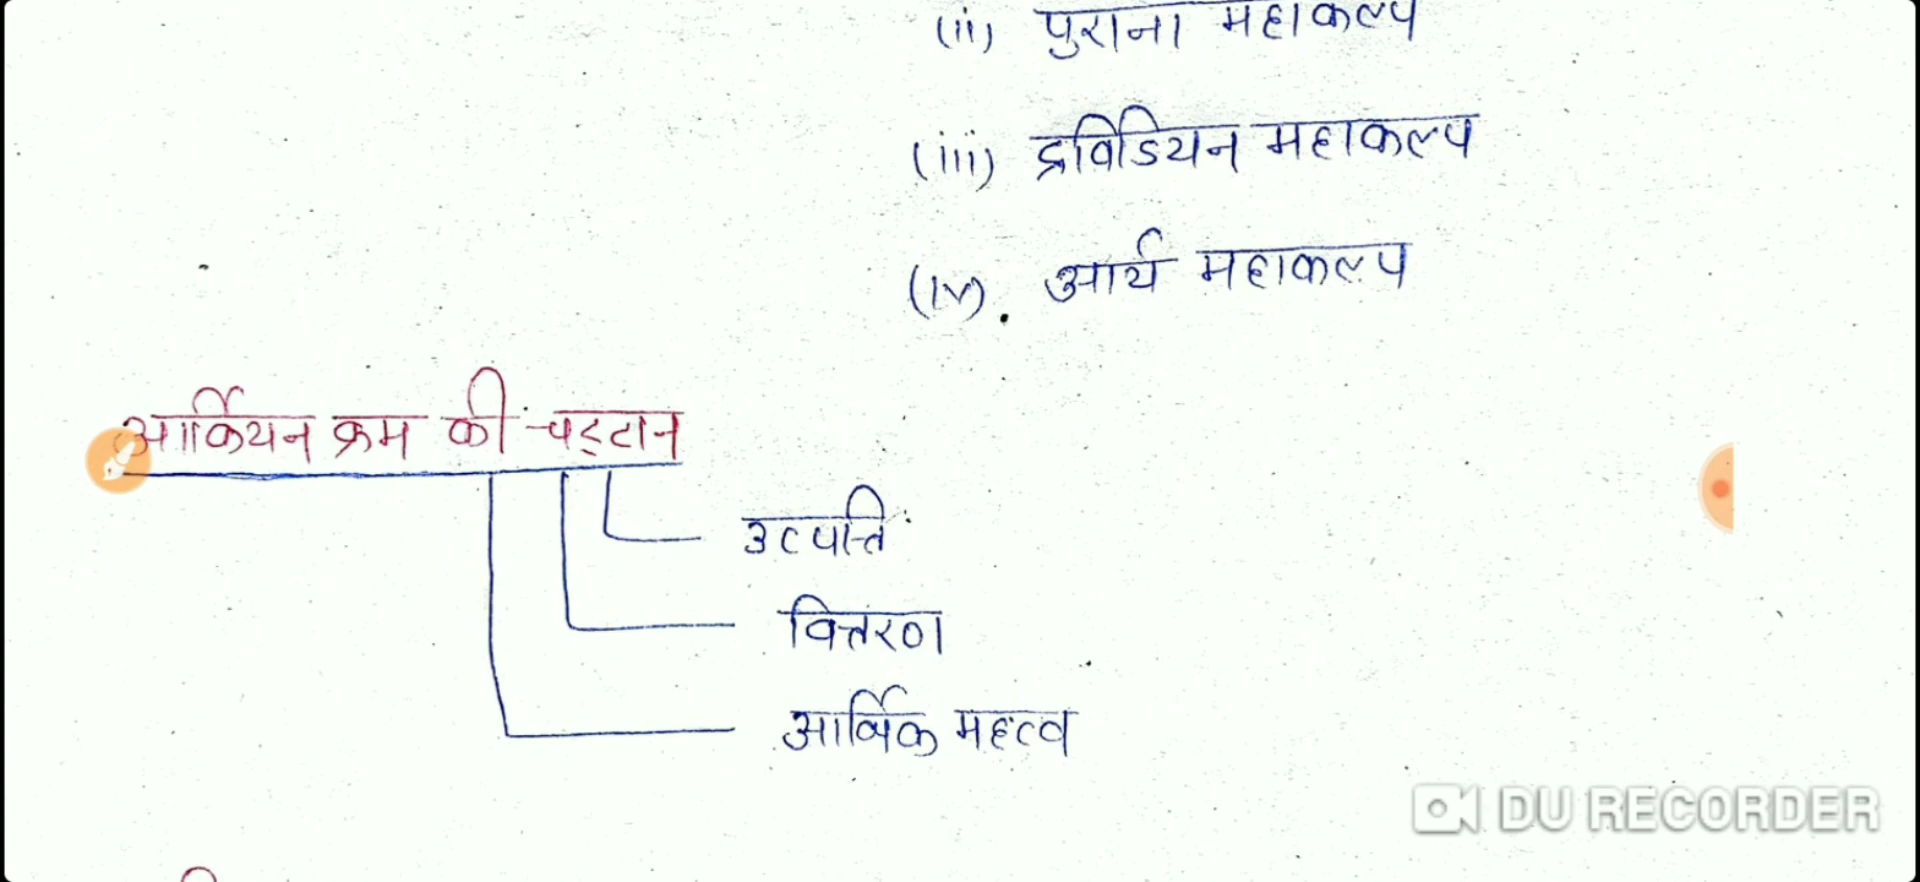 (ii) पुराना महाकल्प
(iii) द्रविडियन महाकल्प
(iv). आर्य महाकल्प
आर्कियन क्रम की चट्टान
उत्पत्ति
वितरण
आर्थिक महत्व
DU RECORDER